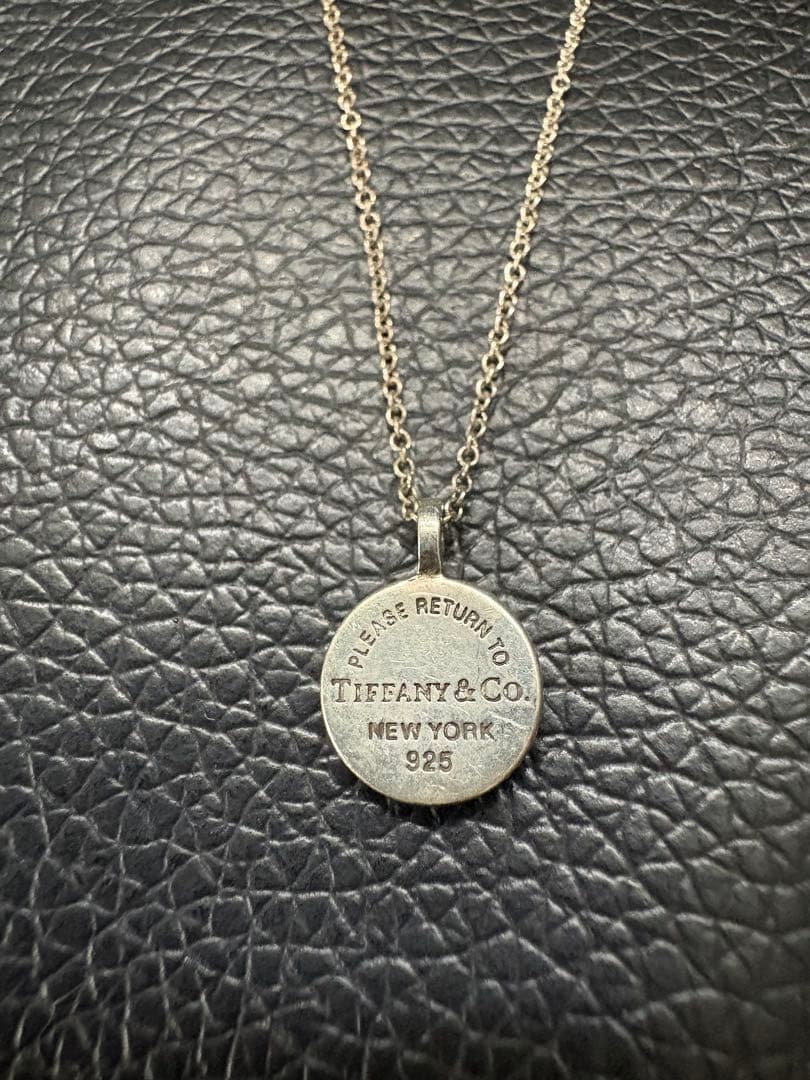 PLEASE RETURN TO
TIFFANY & CO.
NEW YORK
925